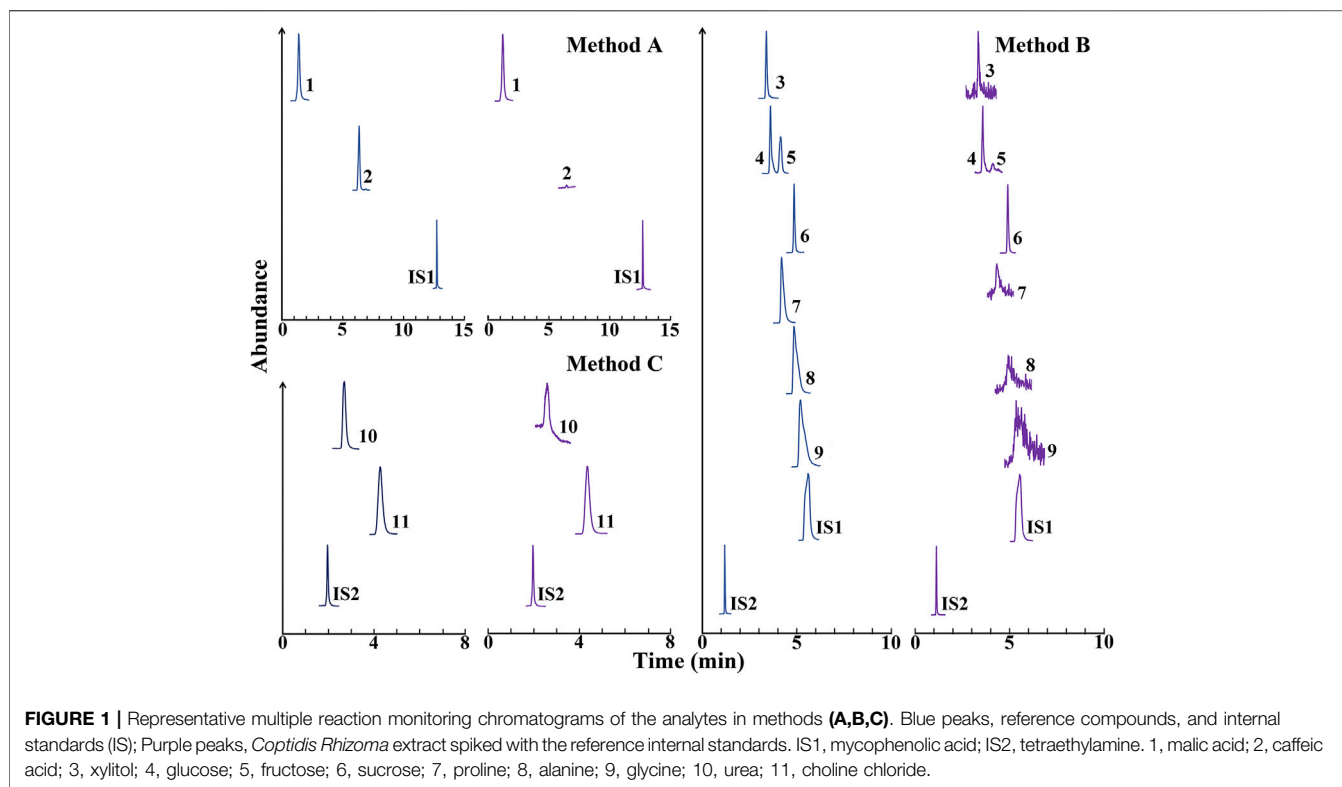 Method A
1
1
2
2
IS1
IS1
0 5 10 15 0 5 10 15
Abundance
Method B
3
3
4 5
4 5
6
6
7
7
8
8
9
9
IS1
IS1
IS2
IS2
0 5 10 0 5 10
Method C
10
10
11
11
IS2
IS2
0 4 8 0 4 8
Time (min)
FIGURE 1 | Representative multiple reaction monitoring chromatograms of the analytes in methods (A,B,C). Blue peaks, reference compounds, and internal
standards (IS); Purple peaks, Coptidis Rhizoma extract spiked with the reference internal standards. IS1, mycophenolic acid; IS2, tetraethylamine. 1, malic acid; 2, caffeic
acid; 3, xylitol; 4, glucose; 5, fructose; 6, sucrose; 7, proline; 8, alanine; 9, glycine; 10, urea; 11, choline chloride.